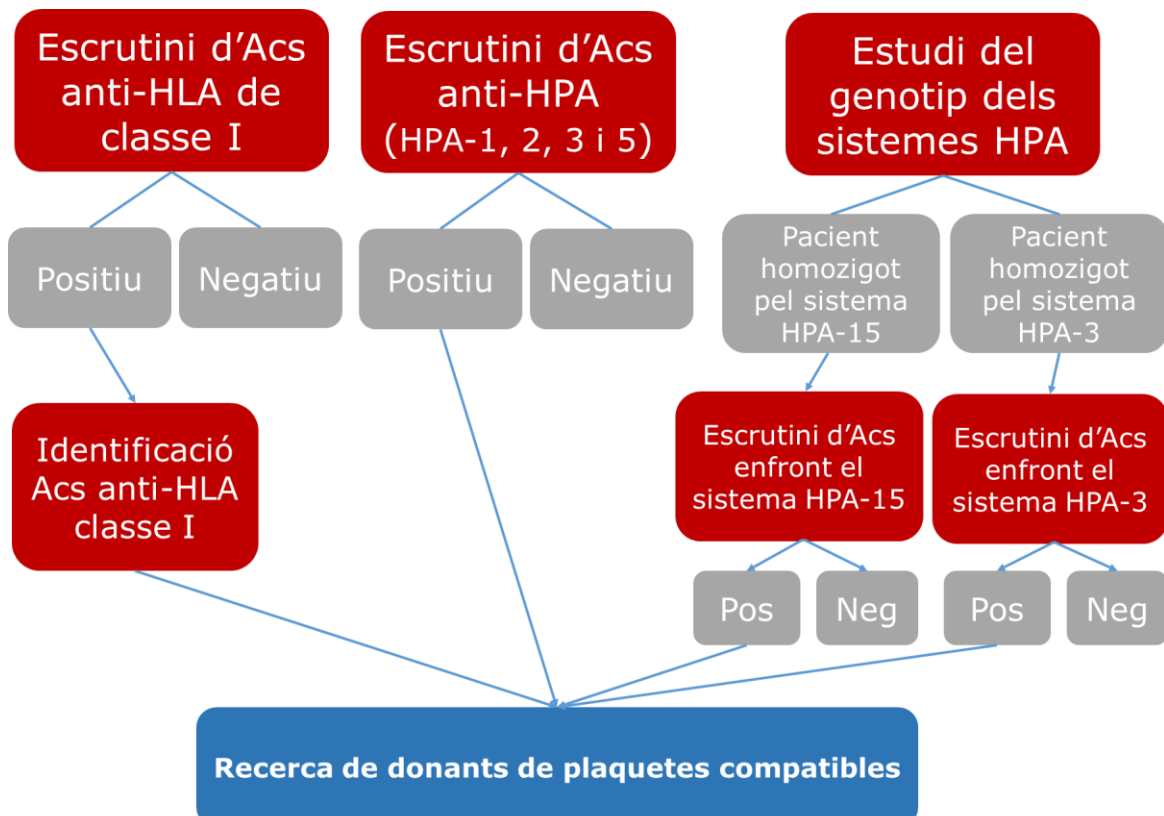 Escrutini d'Acs
anti-HLA de
classe I
Escrutini d'Acs
anti-HPA
(HPA-1, 2, 3 i 5)
Estudi del
genotip dels
sistemes HPA
Positiu
Negatiu
Positiu
Negatiu
Pacient
homozigot
pel sistema
HPA-15
Pacient
homozigot
pel sistema
HPA-3
Identificació
Acs anti-HLA
classe I
Escrutini d'Acs
enfront el
sistema HPA-15
Escrutini d'Acs
enfront el
sistema HPA-3
Pos
Neg
Pos
Neg
Recerca de donants de plaquetes compatibles